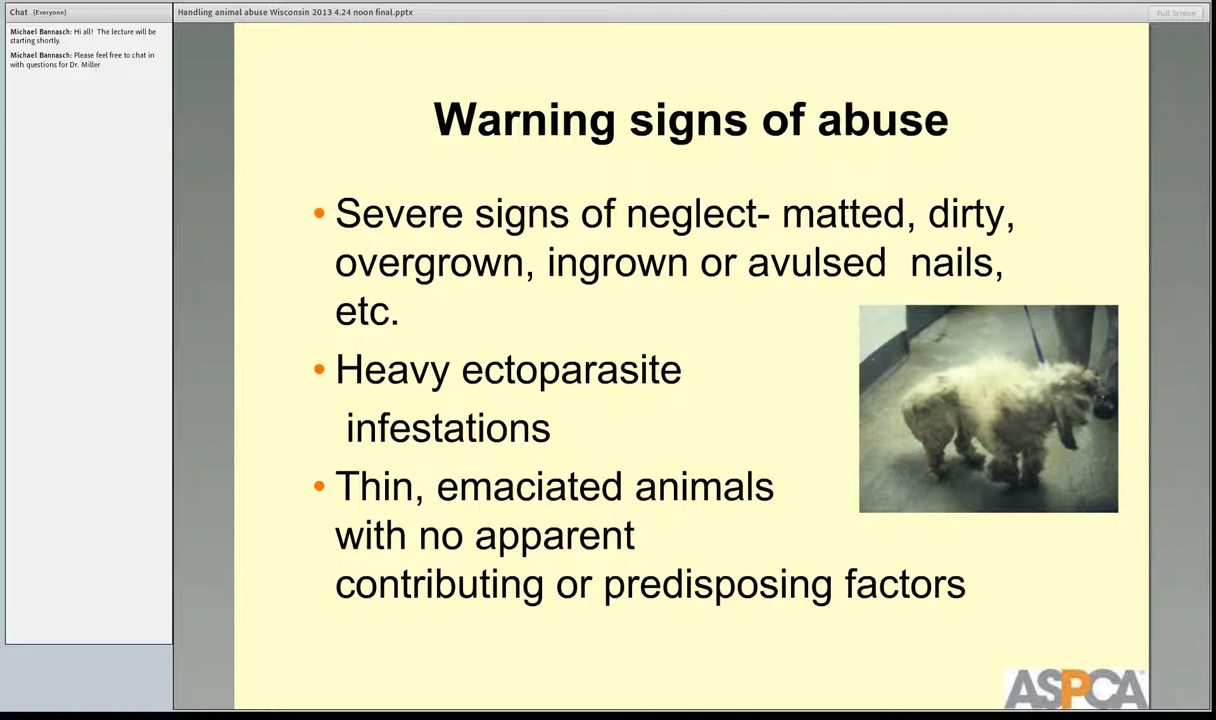 Chat (Everyone)
Michael Bannasch: Hi all! The lecture will be
starting shortly.
Michael Bannasch: Please feel free to chat in
with questions for Dr. Miller
Handling animal abuse Wisconsin 2013 4.24 noon final.pptx
Full Screen
Warning signs of abuse
• Severe signs of neglect- matted, dirty,
overgrown, ingrown or avulsed nails,
etc.
• Heavy ectoparasite
infestations
• Thin, emaciated animals
with no apparent
contributing or predisposing factors
ASPCA